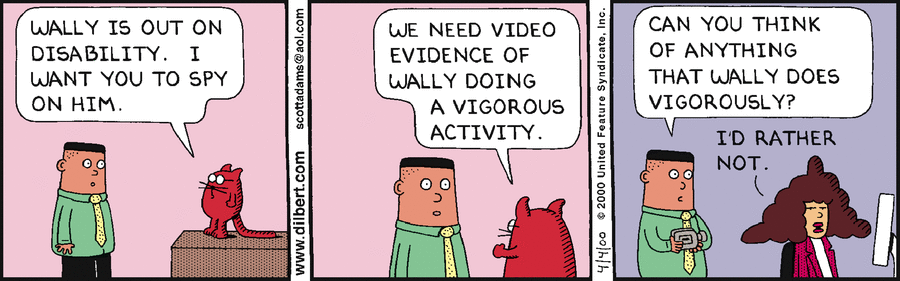 WALLY IS OUT ON
DISABILITY. I
WANT YOU TO SPY
ON HIM.
www.dilbert.com
scottadams@aol.com
WE NEED VIDEO
EVIDENCE OF
WALLY DOING
A VIGOROUS
ACTIVITY.
4/4/00
© 2000 United Feature Syndicate, Inc.
CAN YOU THINK
OF ANYTHING
THAT WALLY DOES
VIGOROUSLY?
I'D RATHER
NOT.